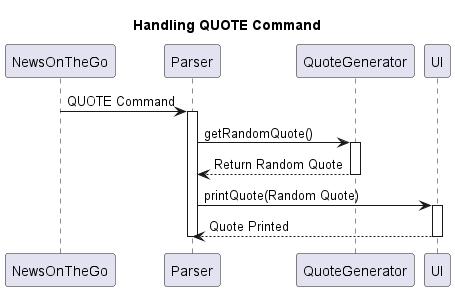 Handling QUOTE Command
NewsOnTheGo Parser QuoteGenerator UI
QUOTE Command
getRandomQuote()
Return Random Quote
printQuote(Random Quote)
Quote Printed
NewsOnTheGo Parser QuoteGenerator UI